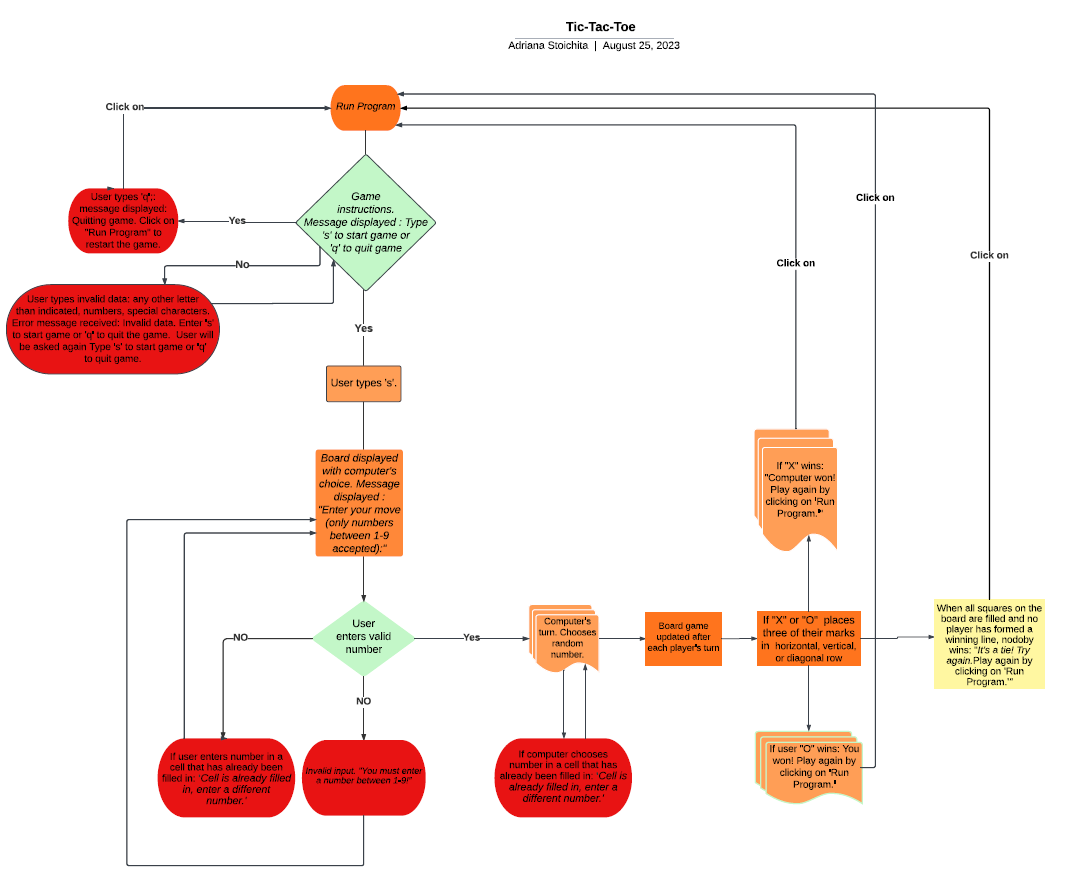 Tic-Tac-Toe
Adriana Stoichita | August 25, 2023
Click on
Run Program
User types 'q'.:
message displayed:
Quitting game. Click on
"Run Program" to
restart the game.
Yes
Game
instructions.
Message displayed : Type
's' to start game or
'q' to quit game
Click on
Click on
Click on
No
User types invalid data: any other letter
than indicated, numbers, special characters.
Error message received: Invalid data. Enter 's'
to start game or 'q' to quit the game. User will
be asked again Type 's' to start game or 'q'
to quit game.
Yes
User types 's'.
Board displayed
with computer's
choice. Message
displayed :
"Enter your move
(only numbers
between 1-9
accepted):"
If "X" wins:
"Computer won!
Play again by
clicking on 'Run
Program.'"
User
enters valid
number
NO
Yes
Computer's
turn. Chooses
random
number.
Board game
updated after
each player's turn
If "X" or "O" places
three of their marks
in horizontal, vertical,
or diagonal row
When all squares on the
board are filled and no
player has formed a
winning line, nodoby
wins: "It's a tie! Try
again.Play again by
clicking on 'Run
Program.'"
NO
If user enters number in a
cell that has already been
filled in: 'Cell is already filled
in, enter a different
number.'
Invalid input. "You must enter
a number between 1-9!"
If computer chooses
number in a cell that has
already been filled in: 'Cell is
already filled in, enter a
different number.'
If user "O" wins: You
won! Play again by
clicking on 'Run
Program.'